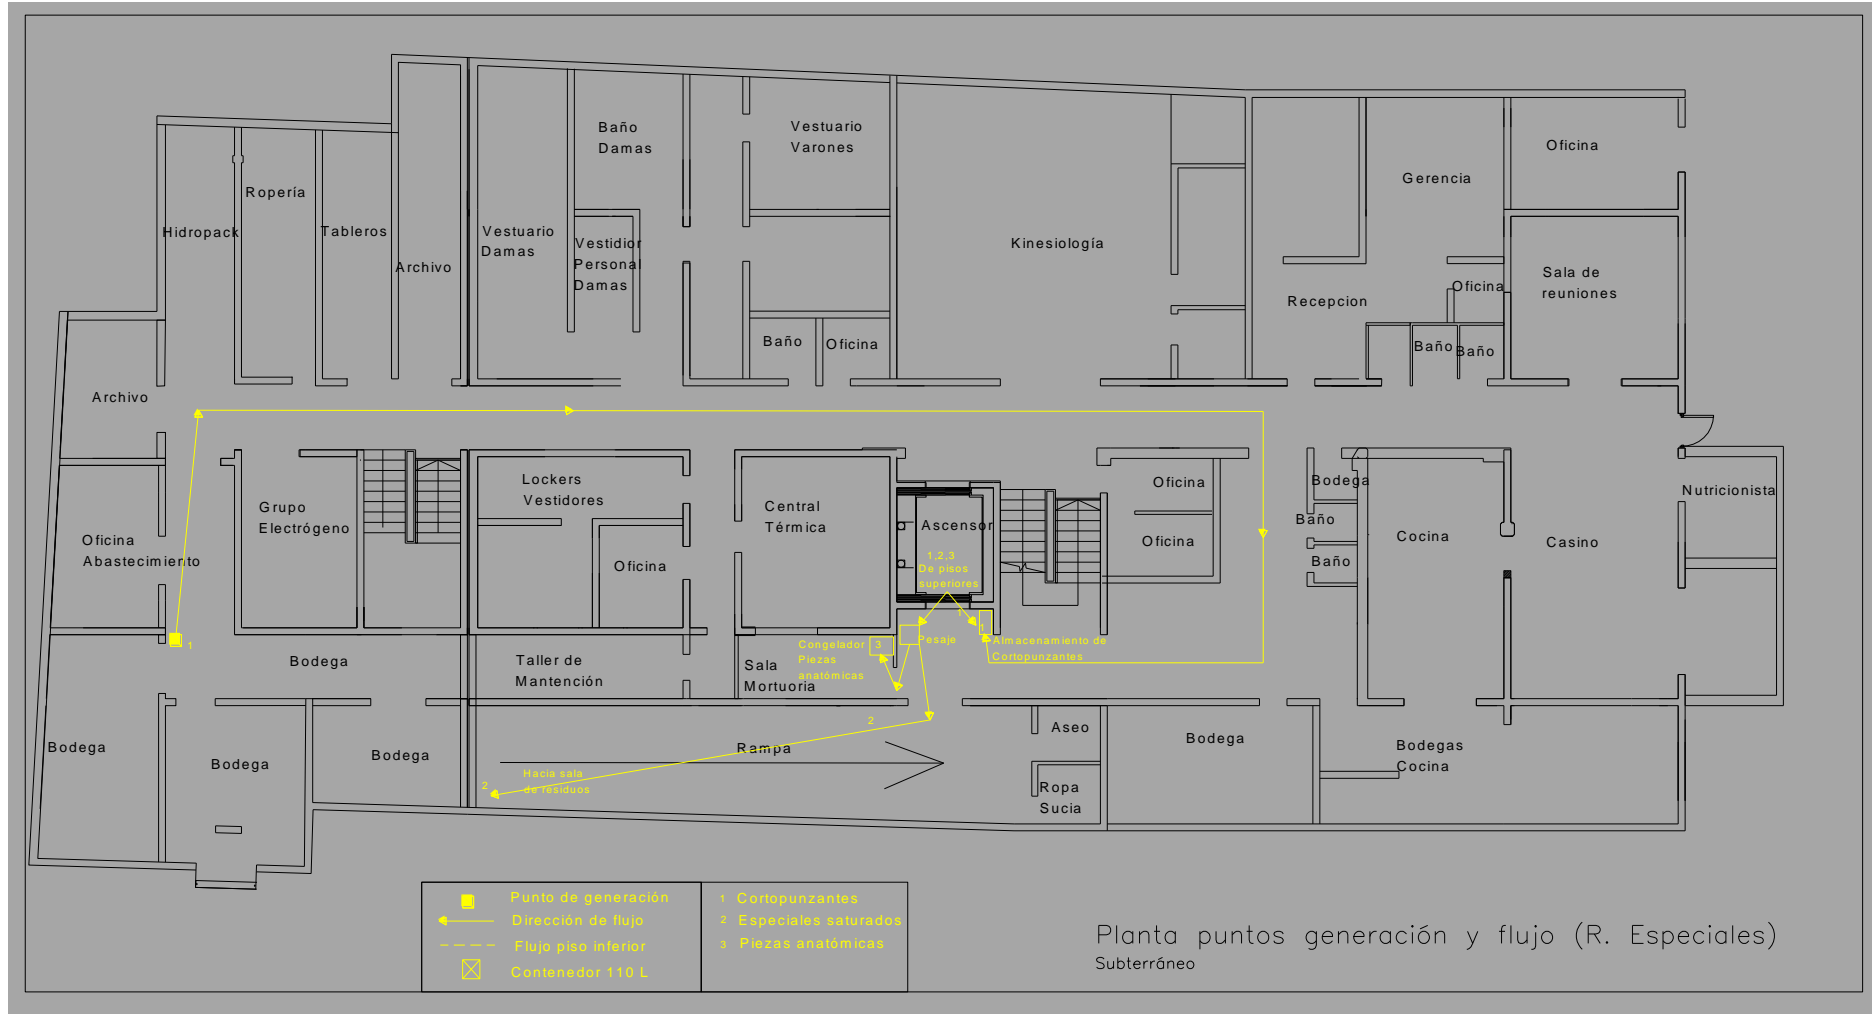 Baño
Damas
Vestuario
Varones
Oficina
Gerencia
Ropería
Hidropack
Tableros
Archivo
Vestuario
Damas
Vestidior
Personal
Damas
Kinesiología
Sala de
reuniones
Oficina
Recepcion
Baño
Oficina
Baño
Baño
Archivo
Lockers
Vestidores
Grupo
Electrógeno
Central
Térmica
Ascensor
Oficina
Oficina
Bodega
Baño
Baño
Cocina
Casino
Nutricionista
Oficina
Abastecimiento
Oficina
1,2,3
De pisos
superiores
1
1
1
Pesaje
Almacenamiento de
Cortopunzantes
Congelador
Piezas
anatómicas
3
Bodega
Taller de
Mantención
Sala
Mortuoria
Bodega
Bodega
Bodega
2
Rampa
Hacia sala
de residuos
2
Aseo
Ropa
Sucia
Bodega
Bodegas
Cocina
Punto de generación
Dirección de flujo
Flujo piso inferior
Contenedor 110 L
1 Cortopunzantes
2 Especiales saturados
3 Piezas anatómicas
Planta puntos generación y flujo (R. Especiales)
Subterráneo